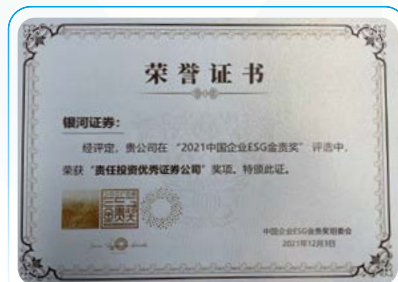 荣誉证书
银河证券：
经评定，贵公司在“2021中国企业ESG金责奖”评选中，
荣获“责任投资优秀证券公司”奖项。特颁此证。
中国企业ESG金责奖组委会
2021年12月3日